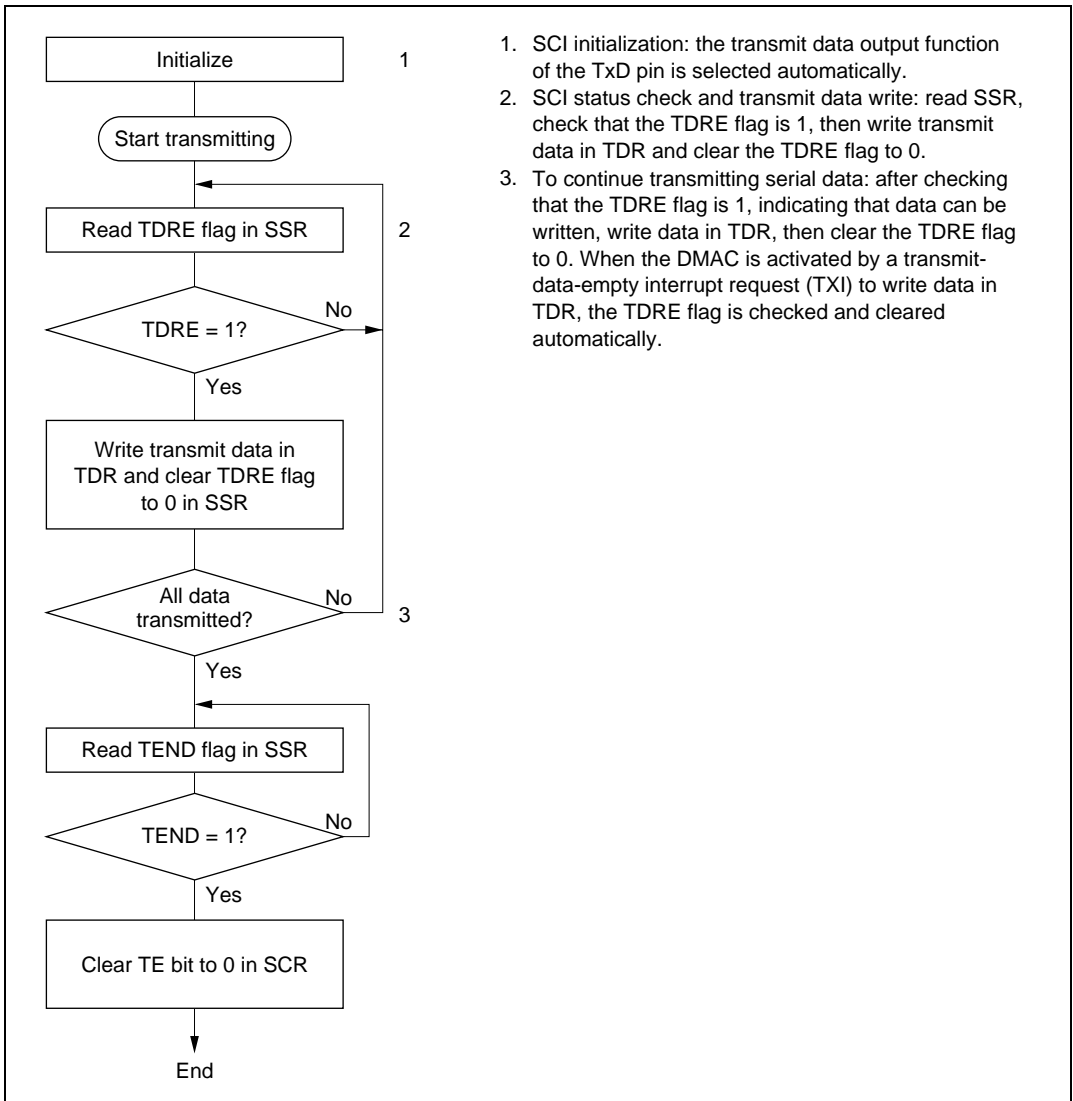 Initialize
1
Start transmitting
Read TDRE flag in SSR
2
TDRE = 1?
No
Yes
Write transmit data in
TDR and clear TDRE flag
to 0 in SSR
All data
transmitted?
No
3
Yes
Read TEND flag in SSR
TEND = 1?
No
Yes
Clear TE bit to 0 in SCR
End
1. SCI initialization: the transmit data output function
of the TxD pin is selected automatically.
2. SCI status check and transmit data write: read SSR,
check that the TDRE flag is 1, then write transmit
data in TDR and clear the TDRE flag to 0.
3. To continue transmitting serial data: after checking
that the TDRE flag is 1, indicating that data can be
written, write data in TDR, then clear the TDRE flag
to 0. When the DMAC is activated by a transmit-
data-empty interrupt request (TXI) to write data in
TDR, the TDRE flag is checked and cleared
automatically.